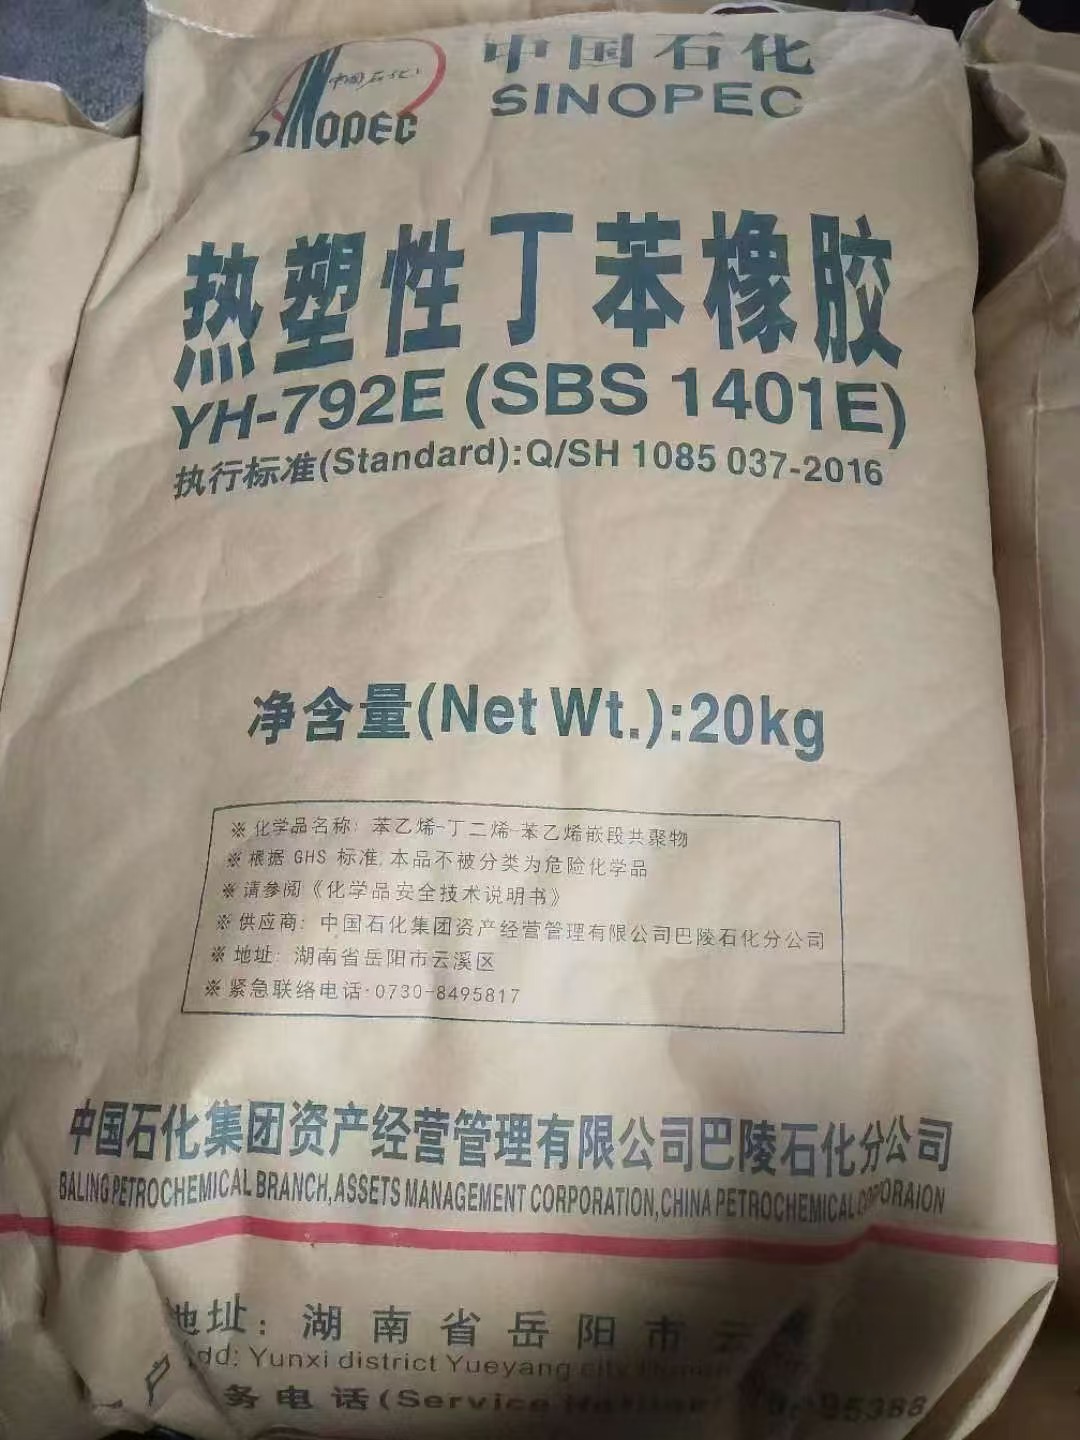 中国石化
SINOPEC
中国石化
SINOPEC
热塑性丁苯橡胶
YH-792E (SBS 1401E)
执行标准(Standard):Q/SH 1085 037-2016
净含量(Net Wt.):20kg
※ 化学品名称: 苯乙烯-丁二烯-苯乙烯嵌段共聚物
※ 根据 GHS 标准,本品不被分类为危险化学品
※ 请参阅《化学品安全技术说明书》
※ 供应商: 中国石化集团资产经营管理有限公司巴陵石化分公司
※ 地址: 湖南省岳阳市云溪区
※ 紧急联络电话·0730-8495817
中国石化集团资产经营管理有限公司巴陵石化分公司
BALING PETROCHEMICAL BRANCH,ASSETS MANAGEMENT CORPORATION,CHINA PETROCHEMICAL
地址: 湖南省岳阳市云
dd: Yunxi district Yueyang city
务电话(Service Hotline) 95388